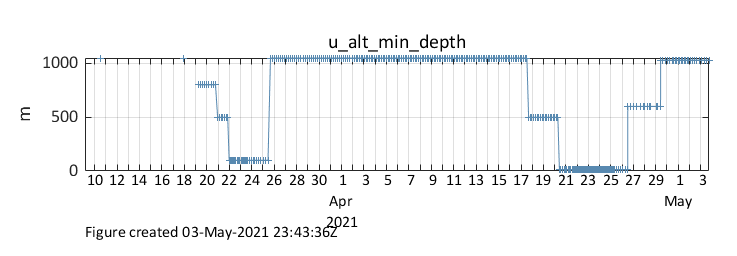 u_alt_min_depth
1000
500
0
m
10 12 14 16 18 20 22 24 26 28 30 1 3 5 7 9 11 13 15 17 19 21 23 25 27 29 1 3
Apr May
2021
Figure created 03-May-2021 23:43:36Z